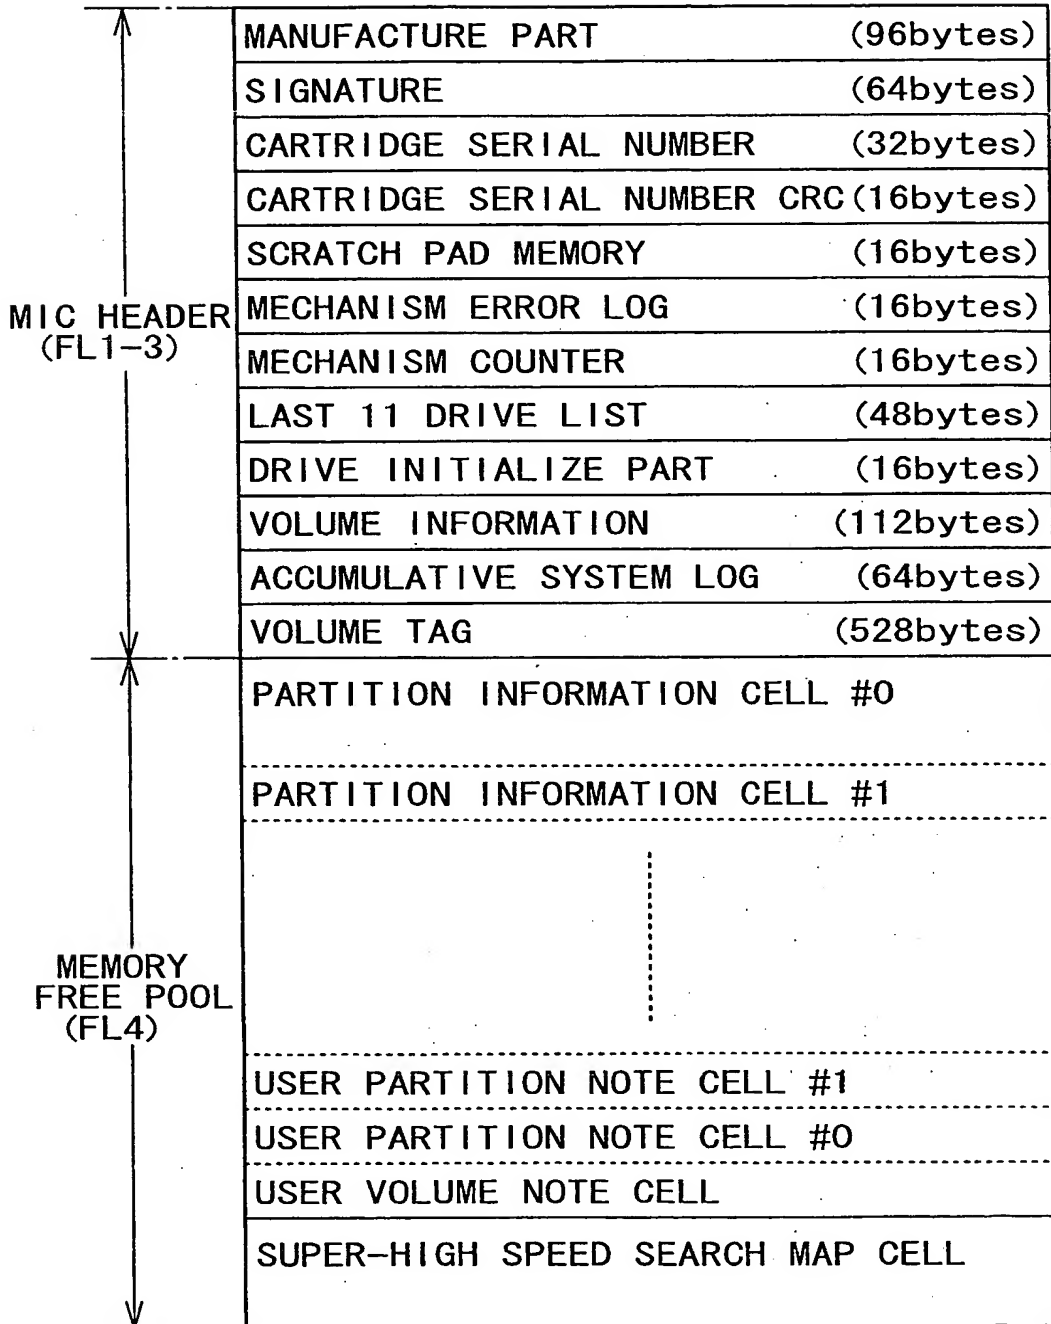 MANUFACTURE PART (96bytes)
SIGNATURE (64bytes)
CARTRIDGE SERIAL NUMBER (32bytes)
CARTRIDGE SERIAL NUMBER CRC(16bytes)
SCRATCH PAD MEMORY (16bytes)
MIC HEADER
(FL1-3)
MECHANISM ERROR LOG (16bytes)
MECHANISM COUNTER (16bytes)
LAST 11 DRIVE LIST (48bytes)
DRIVE INITIALIZE PART (16bytes)
VOLUME INFORMATION (112bytes)
ACCUMULATIVE SYSTEM LOG (64bytes)
VOLUME TAG (528bytes)
PARTITION INFORMATION CELL #0
PARTITION INFORMATION CELL #1
MEMORY
FREE POOL
(FL4)
USER PARTITION NOTE CELL #1
USER PARTITION NOTE CELL #0
USER VOLUME NOTE CELL
SUPER-HIGH SPEED SEARCH MAP CELL